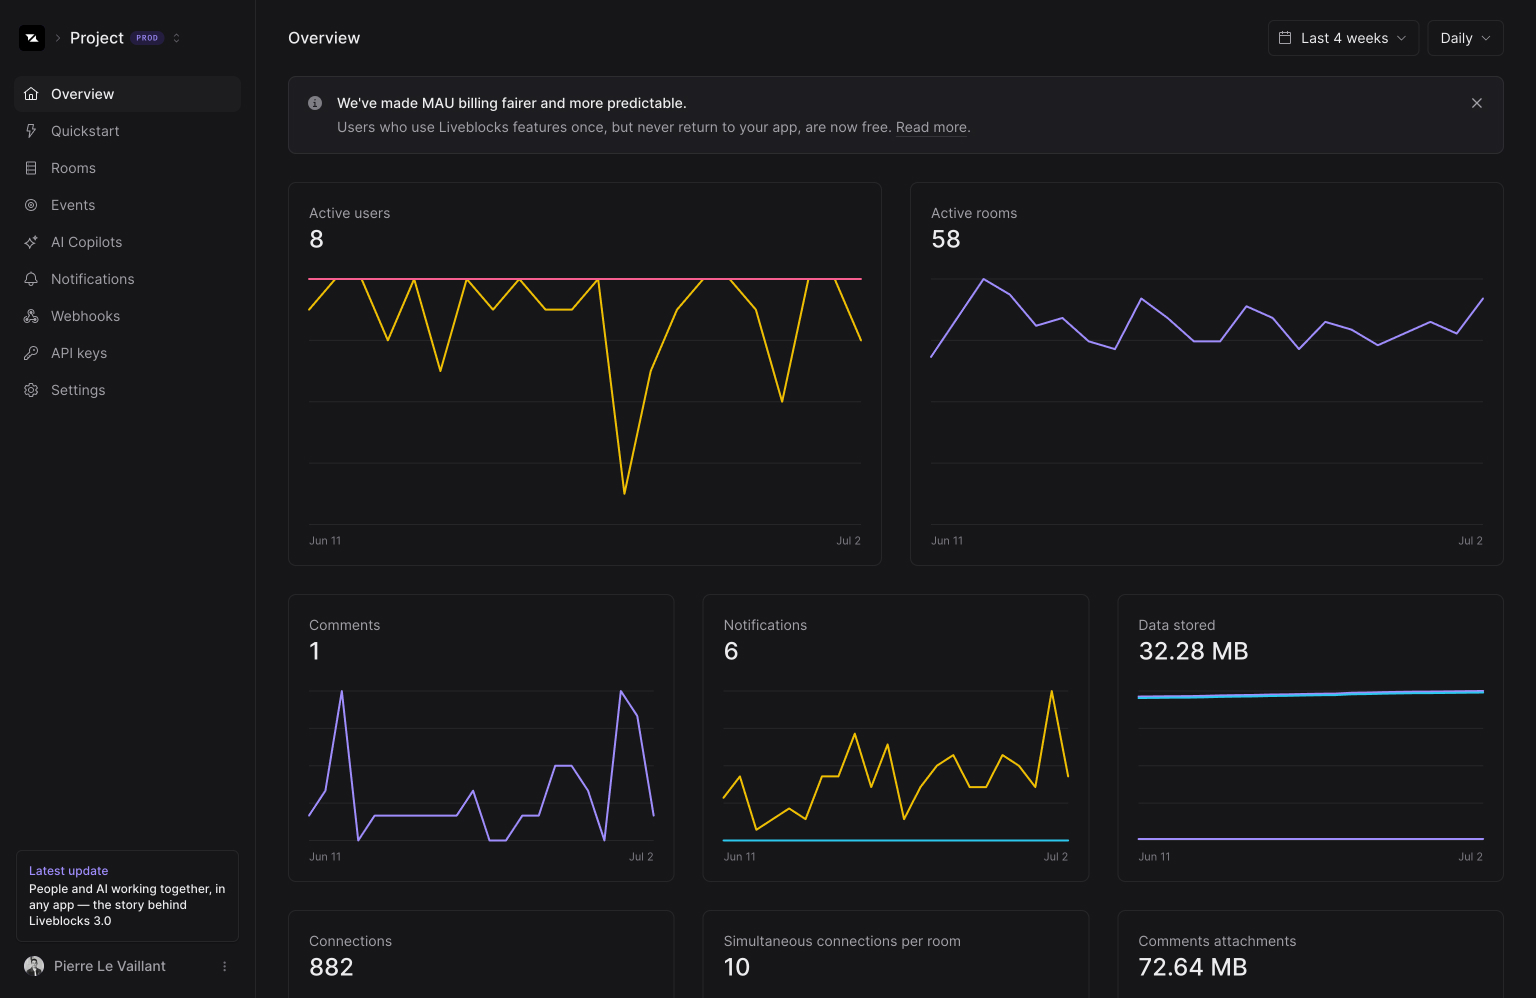 Project PROD
Overview
Quickstart
Rooms
Events
AI Copilots
Notifications
Webhooks
API keys
Settings
Latest update
People and AI working together, in
any app — the story behind
Liveblocks 3.0
Pierre Le Vaillant
Overview
Last 4 weeks
Daily
We've made MAU billing fairer and more predictable.
Users who use Liveblocks features once, but never return to your app, are now free. Read more.
Active users
8
Jun 11
Jul 2
Active rooms
58
Jun 11
Jul 2
Comments
1
Jun 11
Jul 2
Notifications
6
Jun 11
Jul 2
Data stored
32.28 MB
Jun 11
Jul 2
Connections
882
Simultaneous connections per room
10
Comments attachments
72.64 MB